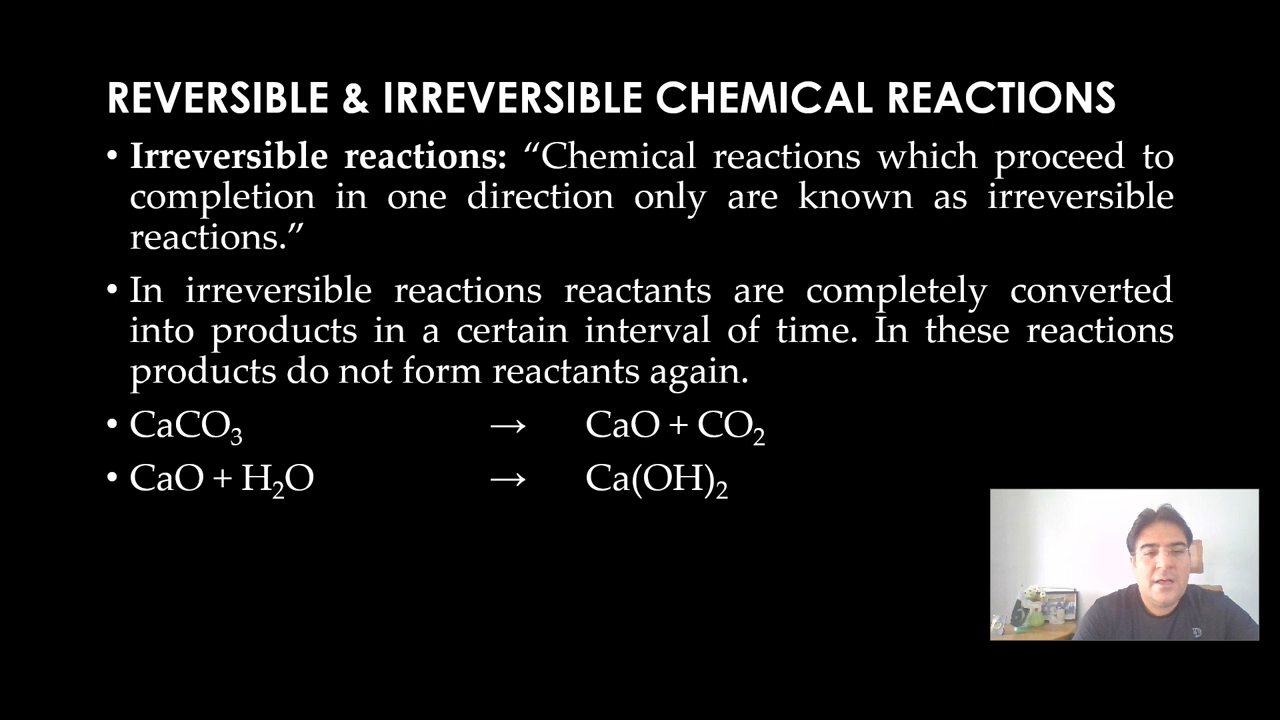 REVERSIBLE & IRREVERSIBLE CHEMICAL REACTIONS
• Irreversible reactions: “Chemical reactions which proceed to
completion in one direction only are known as irreversible
reactions.”
• In irreversible reactions reactants are completely converted
into products in a certain interval of time. In these reactions
products do not form reactants again.
• CaCO₃ → CaO + CO₂
• CaO + H₂O → Ca(OH)₂